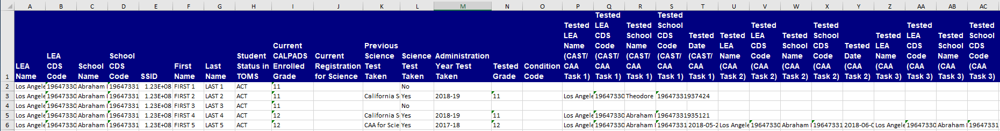 A B C D E F G H I J K L M N O P Q R S T U V W X Y Z AA AB AC
1 LEA Name LEA CDS Code School Name School CDS Code SSID First Name Last Name Student Status in TOMS Current CALPADS Enrolled Grade Current Registration for Science Previous Science Test Taken Science Test Taken Administration Year Test Taken Tested Grade Condition Code Tested LEA Name (CAST/ CAA Task 1) Tested LEA CDS Code (CAST/ CAA Task 1) Tested School Name (CAST/ CAA Task 1) Tested School CDS Code (CAST/ CAA Task 1) Tested Date (CAST/ CAA Task 1) Tested LEA Name (CAA Task 2) Tested LEA CDS Code (CAA Task 2) Tested School Name (CAA Task 2) Tested School CDS Code (CAA Task 2) Tested Date (CAA Task 2) Tested LEA Name (CAA Task 3) Tested LEA CDS Code (CAA Task 3) Tested School Name (CAA Task 3) Tested School CDS Code (CAA Task 3)
2 Los Angele 19647330 Abraham 19647331 1.23E+08 FIRST 1 LAST 1 ACT 11 No
3 Los Angele 19647330 Abraham 19647331 1.23E+08 FIRST 2 LAST 2 ACT 11 California S Yes 2018-19 11 Los Angele 19647330 Theodore 19647331937424
4 Los Angele 19647330 Abraham 19647331 1.23E+08 FIRST 3 LAST 3 ACT 11 No
5 Los Angele 19647330 Abraham 19647331 1.23E+08 FIRST 4 LAST 4 ACT 12 California S Yes 2018-19 11 Los Angele 19647330 Abraham 19647331935121
6 Los Angele 19647330 Abraham 19647331 1.23E+08 FIRST 5 LAST 5 ACT 12 CAA for Scie Yes 2017-18 12 Los Angele 19647330 Abraham 19647331 2018-05-2 Los Angele 19647330 Abraham 19647331 2018-06-0 Los Angele 19647330 Abraham 19647331